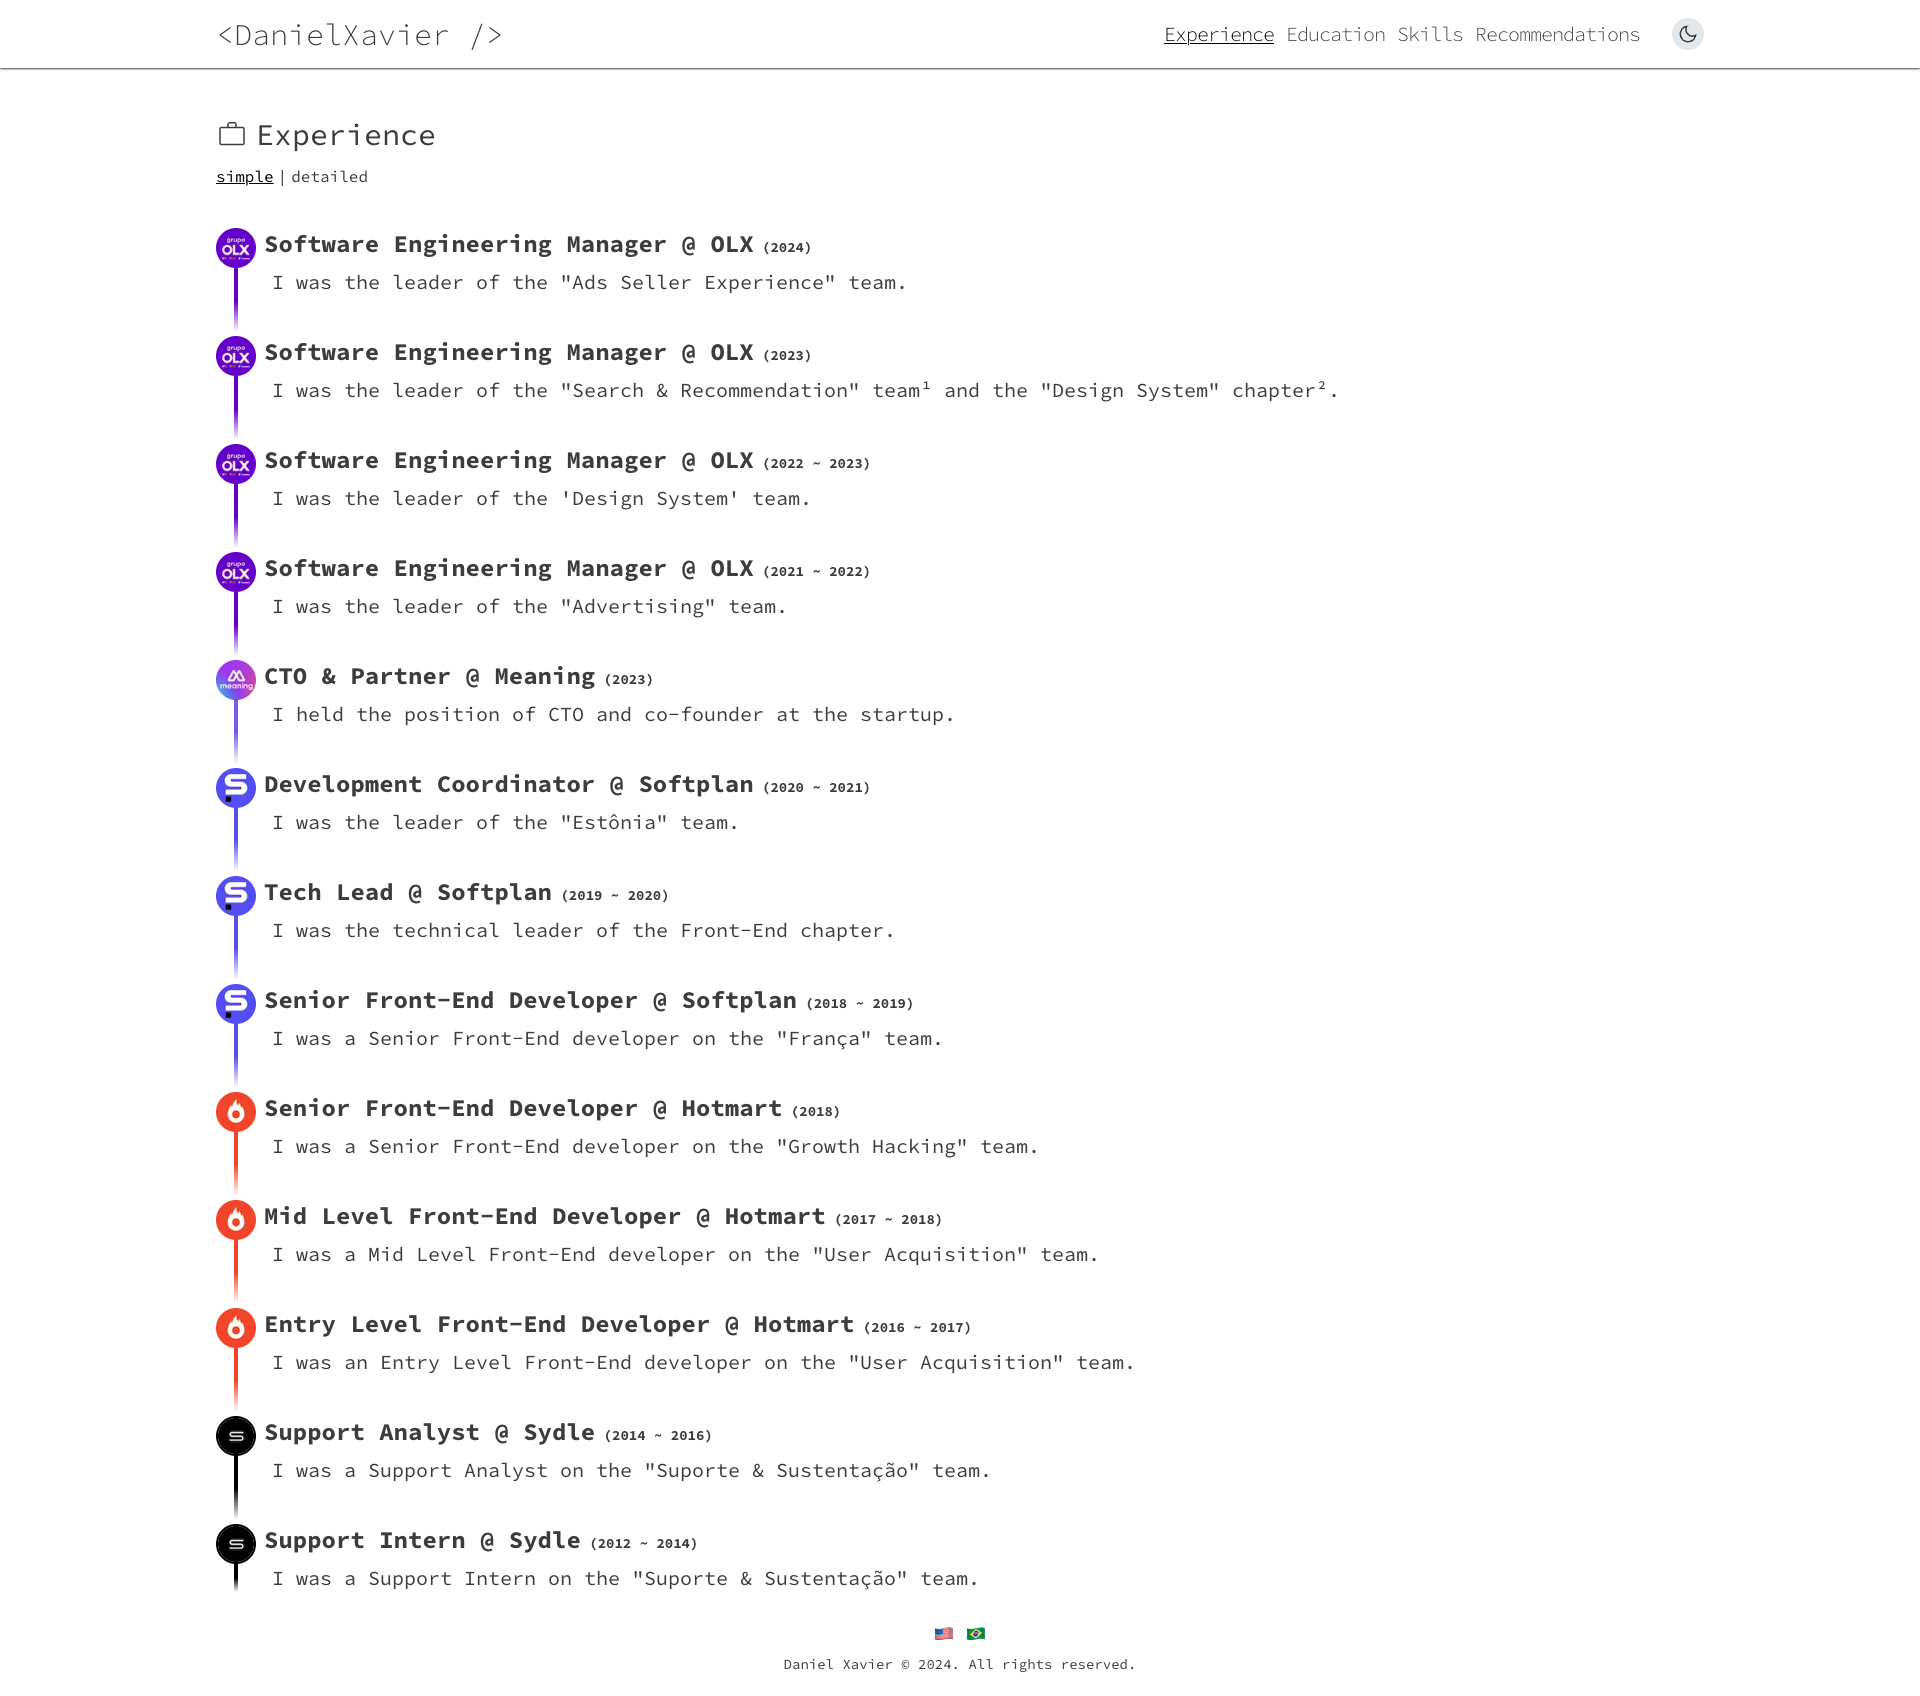 <DanielXavier />
Experience Education Skills Recommendations
Experience
simple | detailed
grupo
OLX
Software Engineering Manager @ OLX (2024)
I was the leader of the "Ads Seller Experience" team.
grupo
OLX
Software Engineering Manager @ OLX (2023)
I was the leader of the "Search & Recommendation" team¹ and the "Design System" chapter².
grupo
OLX
Software Engineering Manager @ OLX (2022 ~ 2023)
I was the leader of the 'Design System' team.
grupo
OLX
Software Engineering Manager @ OLX (2021 ~ 2022)
I was the leader of the "Advertising" team.
meaning
CTO & Partner @ Meaning (2023)
I held the position of CTO and co-founder at the startup.
Development Coordinator @ Softplan (2020 ~ 2021)
I was the leader of the "Estônia" team.
Tech Lead @ Softplan (2019 ~ 2020)
I was the technical leader of the Front-End chapter.
Senior Front-End Developer @ Softplan (2018 ~ 2019)
I was a Senior Front-End developer on the "França" team.
Senior Front-End Developer @ Hotmart (2018)
I was a Senior Front-End developer on the "Growth Hacking" team.
Mid Level Front-End Developer @ Hotmart (2017 ~ 2018)
I was a Mid Level Front-End developer on the "User Acquisition" team.
Entry Level Front-End Developer @ Hotmart (2016 ~ 2017)
I was an Entry Level Front-End developer on the "User Acquisition" team.
Support Analyst @ Sydle (2014 ~ 2016)
I was a Support Analyst on the "Suporte & Sustentação" team.
Support Intern @ Sydle (2012 ~ 2014)
I was a Support Intern on the "Suporte & Sustentação" team.
Daniel Xavier © 2024. All rights reserved.